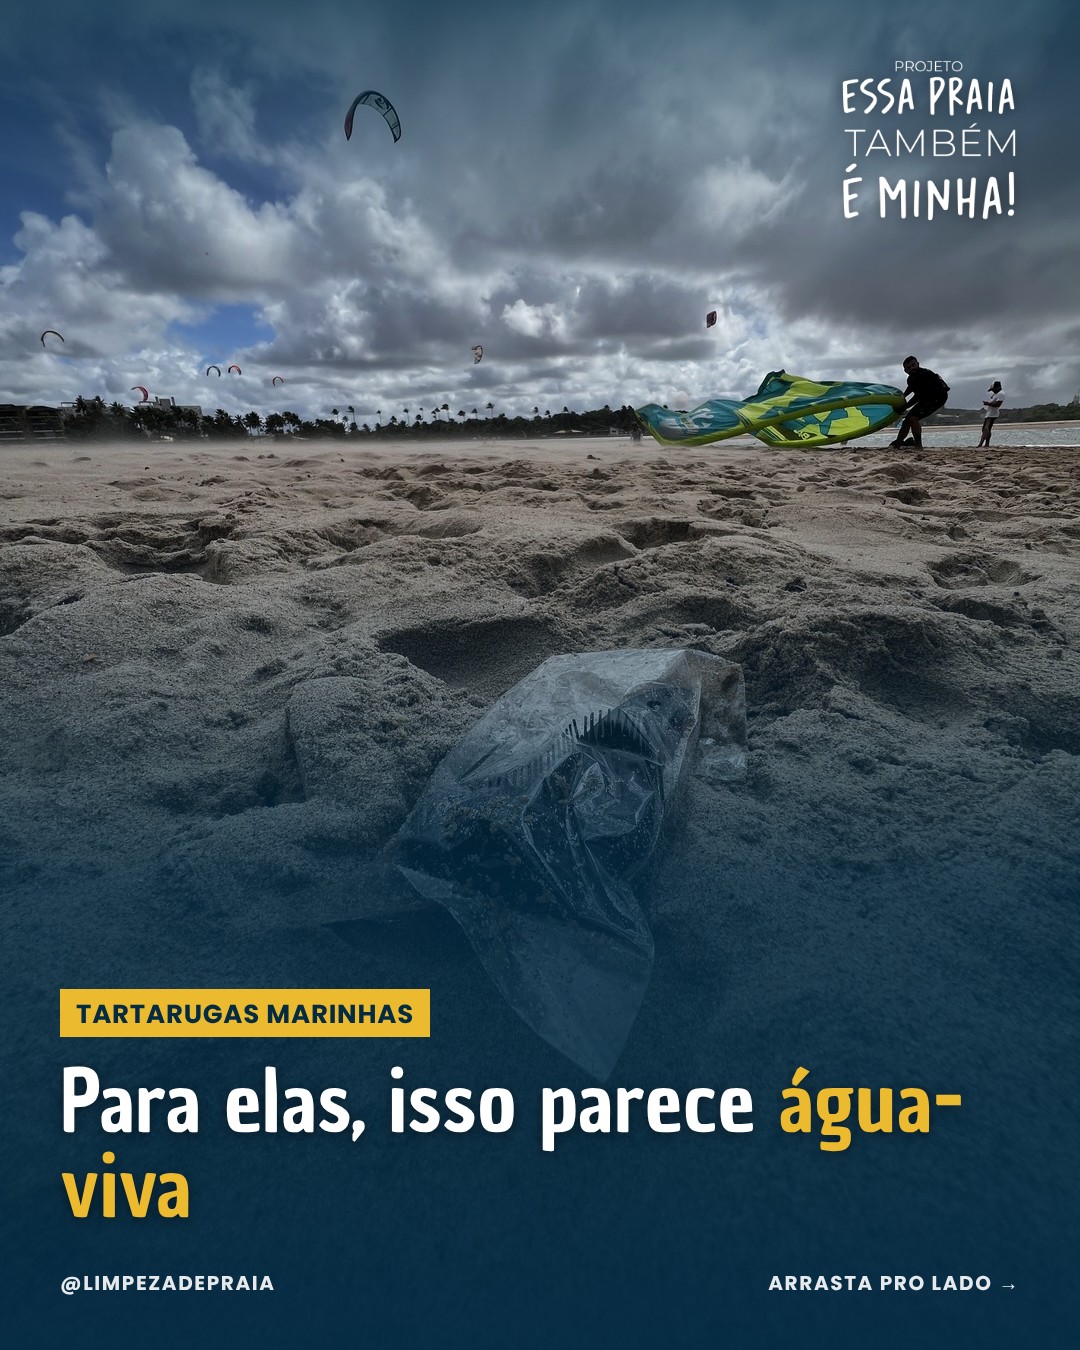 PROJETO
ESSA PRAIA
TAMBÉM
É MINHA!
TARTARUGAS MARINHAS
Para elas, isso parece água-
viva
@LIMPEZADEPRAIA
ARRASTA PRO LADO →